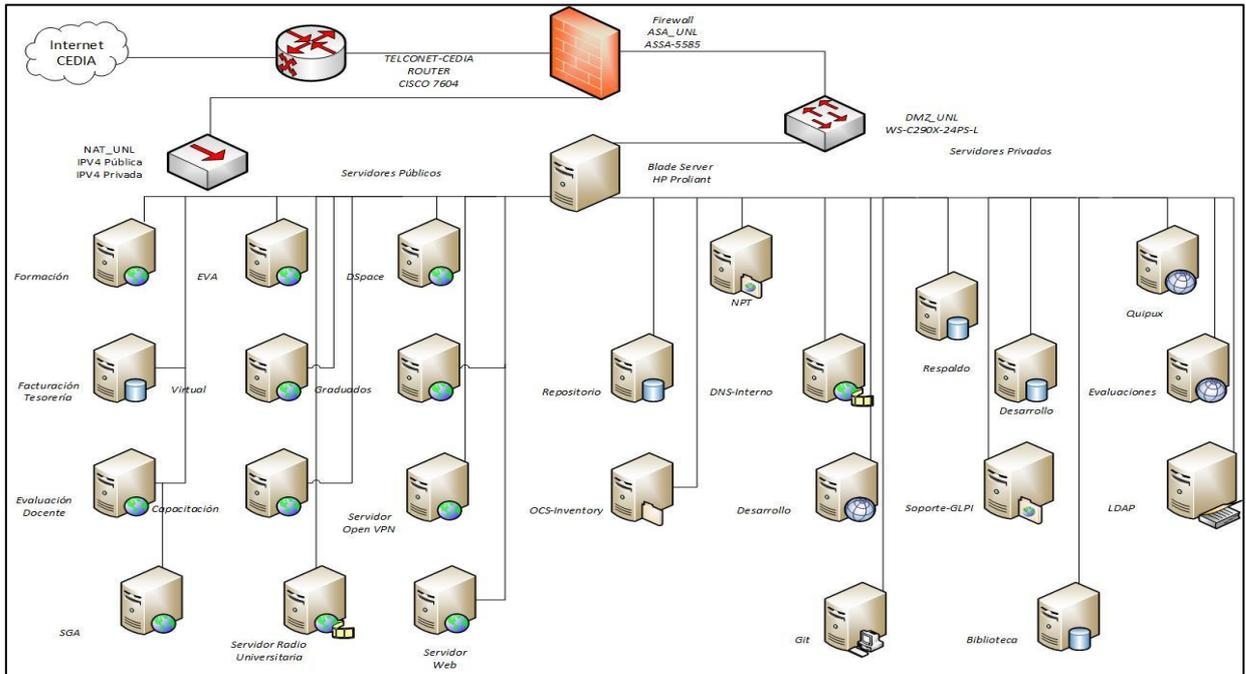 Internet
CEDIA
TELCONET-CEDIA
ROUTER
CISCO 7604
Firewall
ASA_UNL
ASSA-5585
NAT_UNL
IPV4 Pública
IPV4 Privada
DMZ_UNL
WS-C290X-24PS-L
Servidores Públicos
Blade Server
HP Proliant
Servidores Privados
Formación
EVA
DSpace
NPT
Quipux
Facturación
Tesorería
Virtual
Graduados
Repositorio
DNS-Interno
Respaldo
Desarrollo
Evaluaciones
Evaluación
Docente
Capacitación
Servidor
Open VPN
OCS-Inventory
Desarrollo
Soporte-GLPI
LDAP
SGA
Servidor Radio
Universitaria
Servidor
Web
Git
Biblioteca